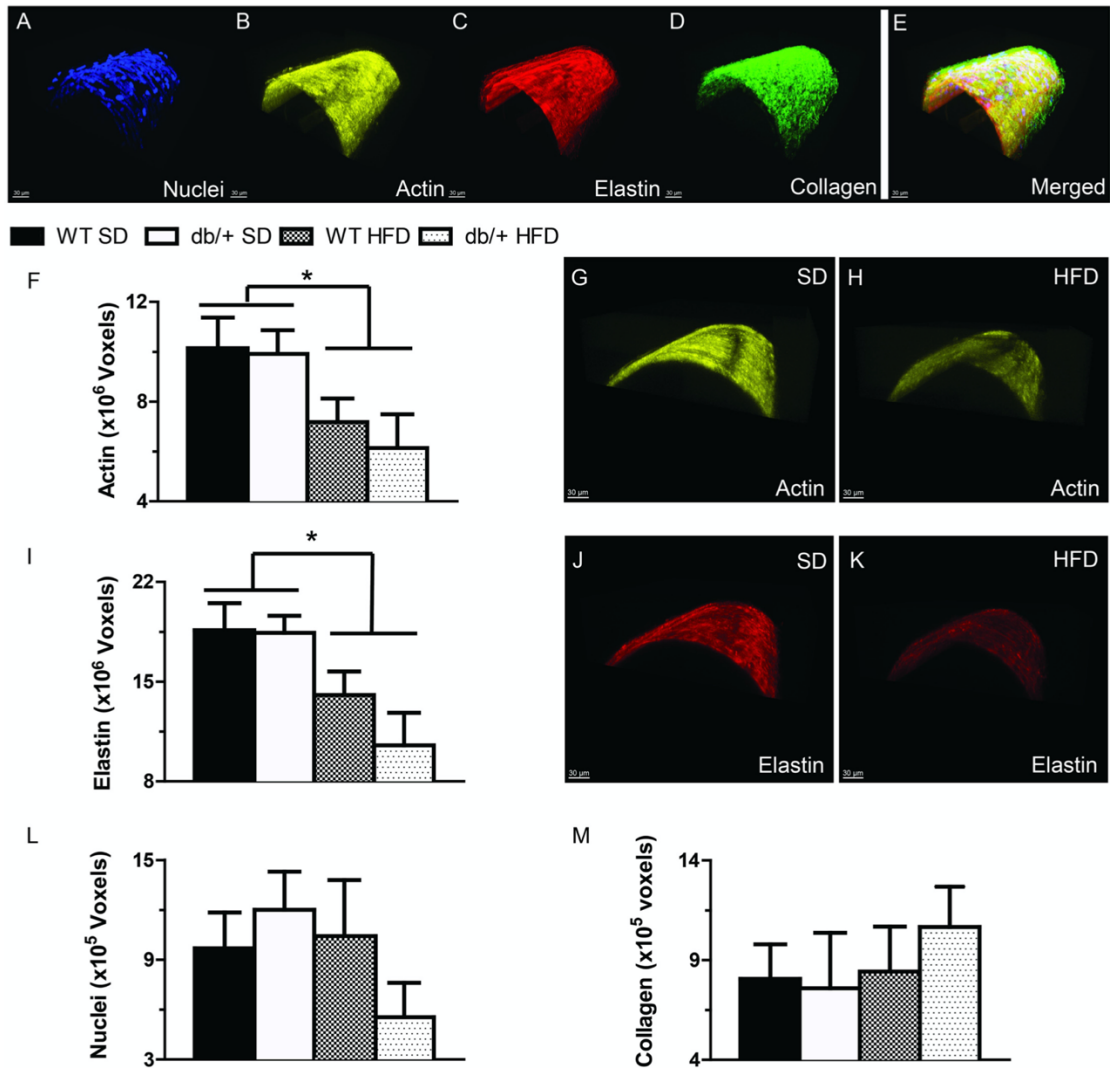 A B C D E
30 µm Nuclei 30 µm Actin 30 µm Elastin 30 µm Collagen 30 µm Merged
WT SD db/+ SD WT HFD db/+ HFD
F
*
Actin (x10⁶ Voxels)
12
8
4
G SD H HFD
30 µm Actin 30 µm Actin
I
*
Elastin (x10⁶ Voxels)
22
15
8
J SD K HFD
30 µm Elastin 30 µm Elastin
L
Nuclei (x10⁵ Voxels)
15
9
3
M
Collagen (x10⁵ voxels)
14
9
4